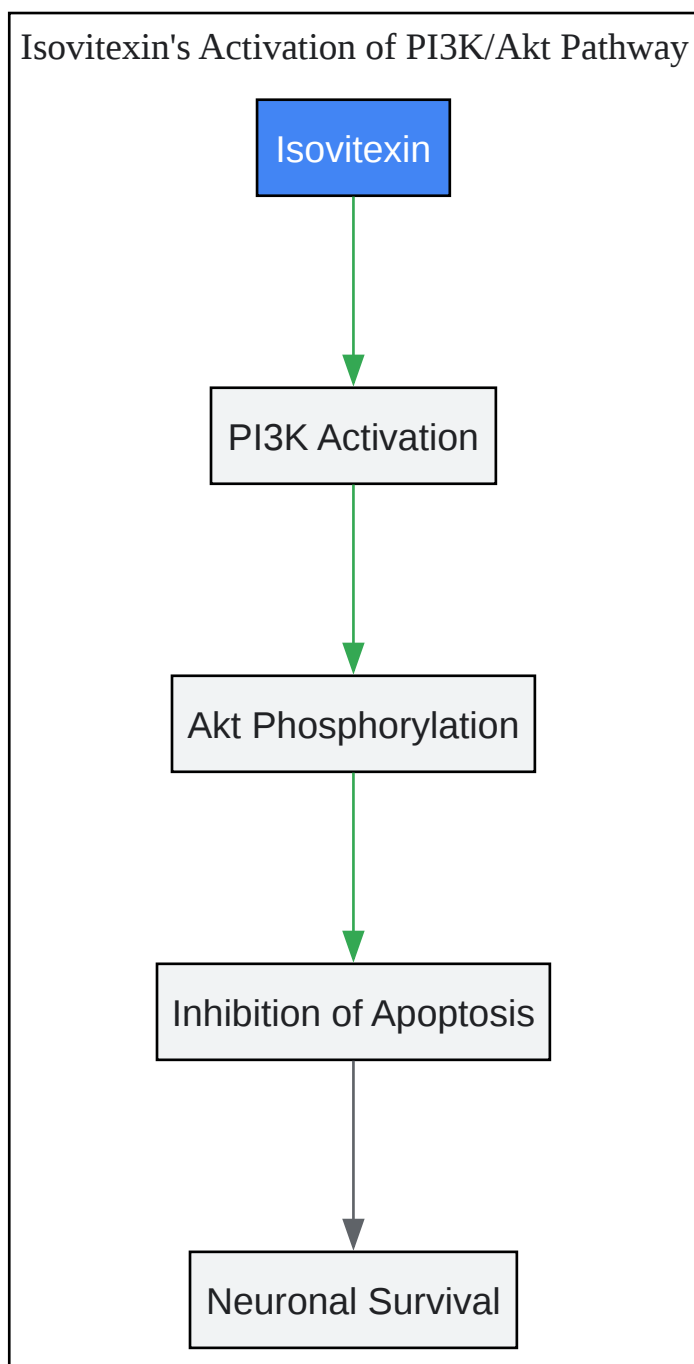 Isovitexin's Activation of PI3K/Akt Pathway
Isovitexin
PI3K Activation
Akt Phosphorylation
Inhibition of Apoptosis
Neuronal Survival